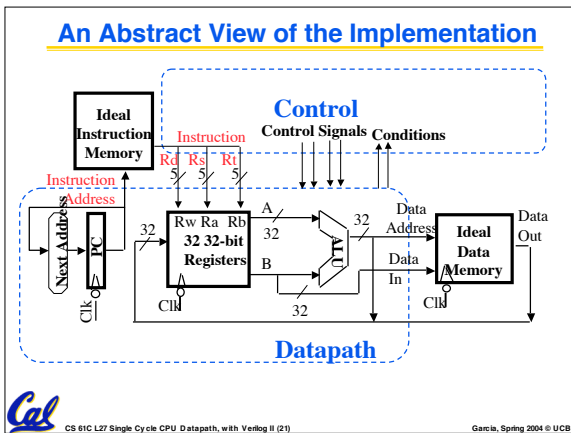 An Abstract View of the Implementation
Control
Ideal
Instruction
Memory
Instruction
Control Signals
Conditions
Rd
Rs
Rt
5
5
5
Instruction
Address
Next Address
PC
Clk
32
Rw Ra Rb
32 32-bit
Registers
Clk
A
32
B
32
ALU
32
Data
Address
Data
In
Ideal
Data
Memory
Clk
Data
Out
Datapath
Cal
CS 61C L27 Single Cycle CPU Datapath, with Verilog II (21)
Garcia, Spring 2004 © UCB